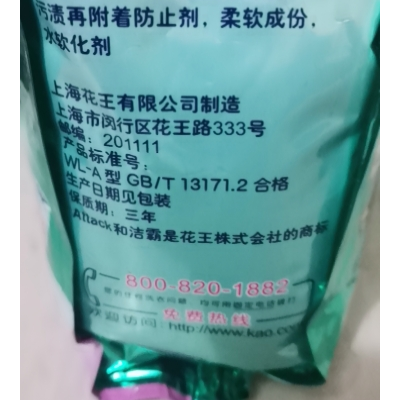 污渍再附着防止剂，柔软成份，
水软化剂
上海花王有限公司制造
上海市闵行区花王路333号
邮编：201111
产品标准号：
WL-A 型 GB/T 13171.2 合格
生产日期见包装
保质期：三年
Attack和洁霸是花王株式会社的商标
800-820-1882
免费热线
欢迎访问：http://www.kao.co